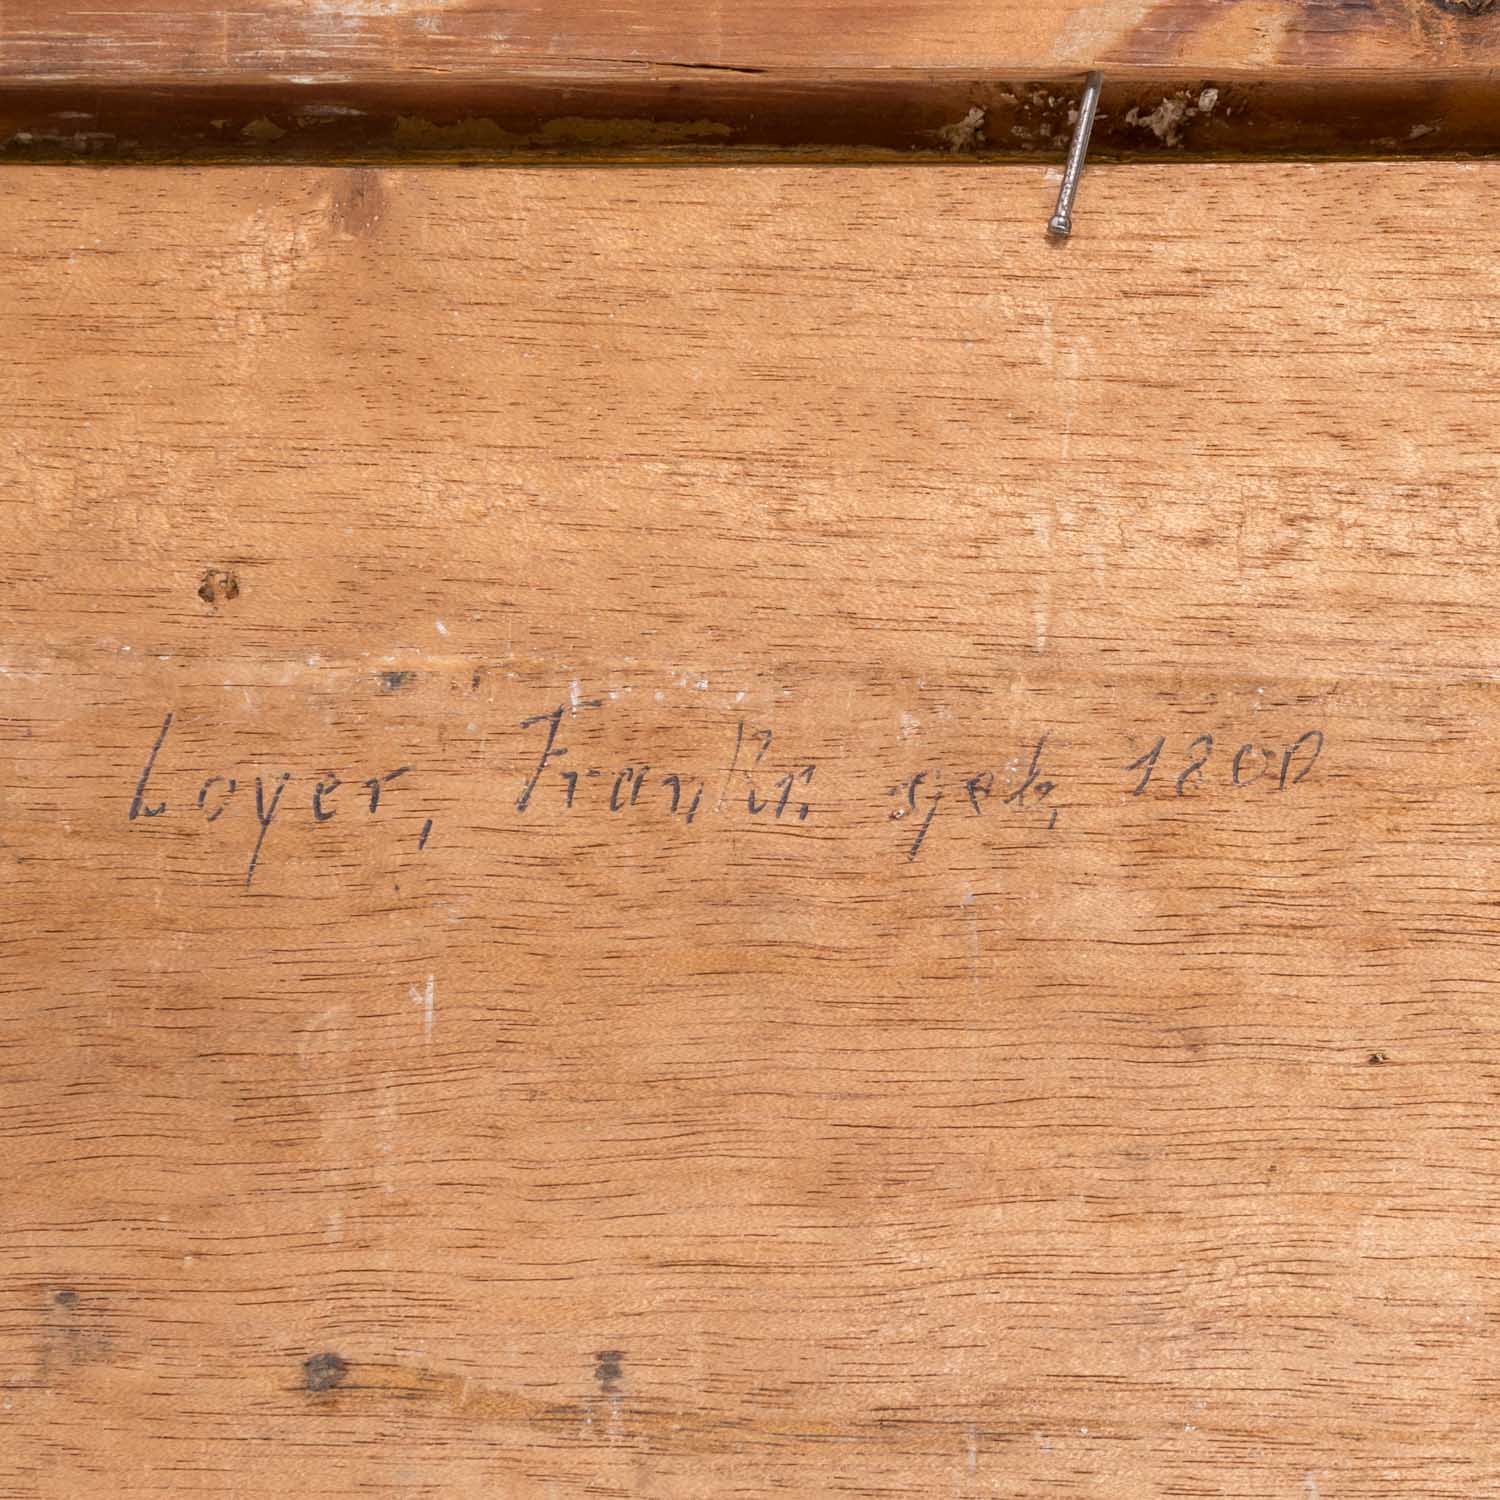 Loyer, Frankr, geb, 1800